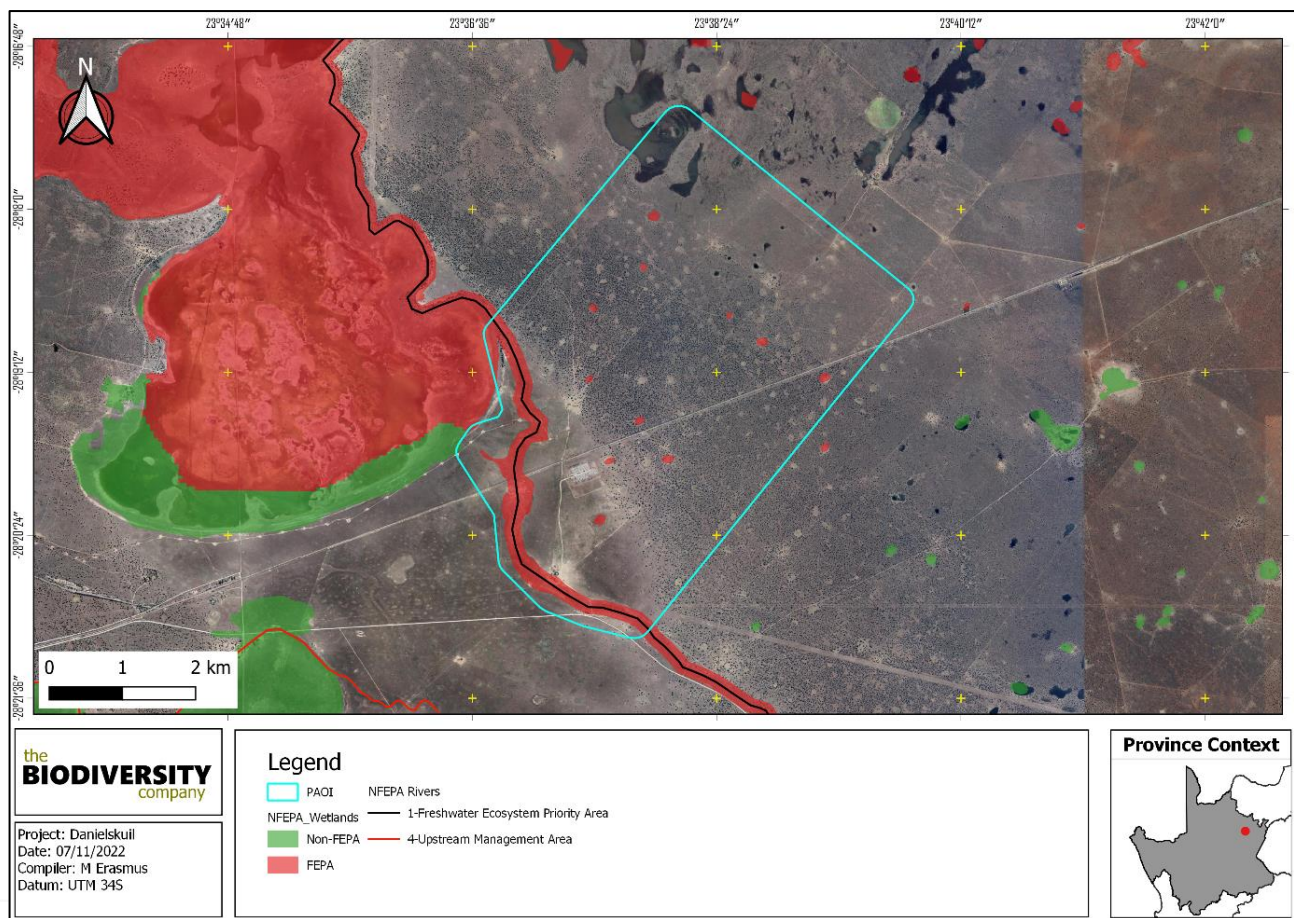 23°34'48" 23°36'36" 23°38'24" 23°40'12" 23°42'0"
-28°16'48"
N
-28°18'0"
-28°19'12"
-28°20'24"
-28°21'36"
0 1 2 km
the
BIODIVERSITY
company
Project: Danielskuil
Date: 07/11/2022
Compiler: M Erasmus
Datum: UTM 34S
Legend
PAOI
NFEPA_Wetlands
Non-FEPA
FEPA
NFEPA Rivers
1-Freshwater Ecosystem Priority Area
4-Upstream Management Area
Province Context